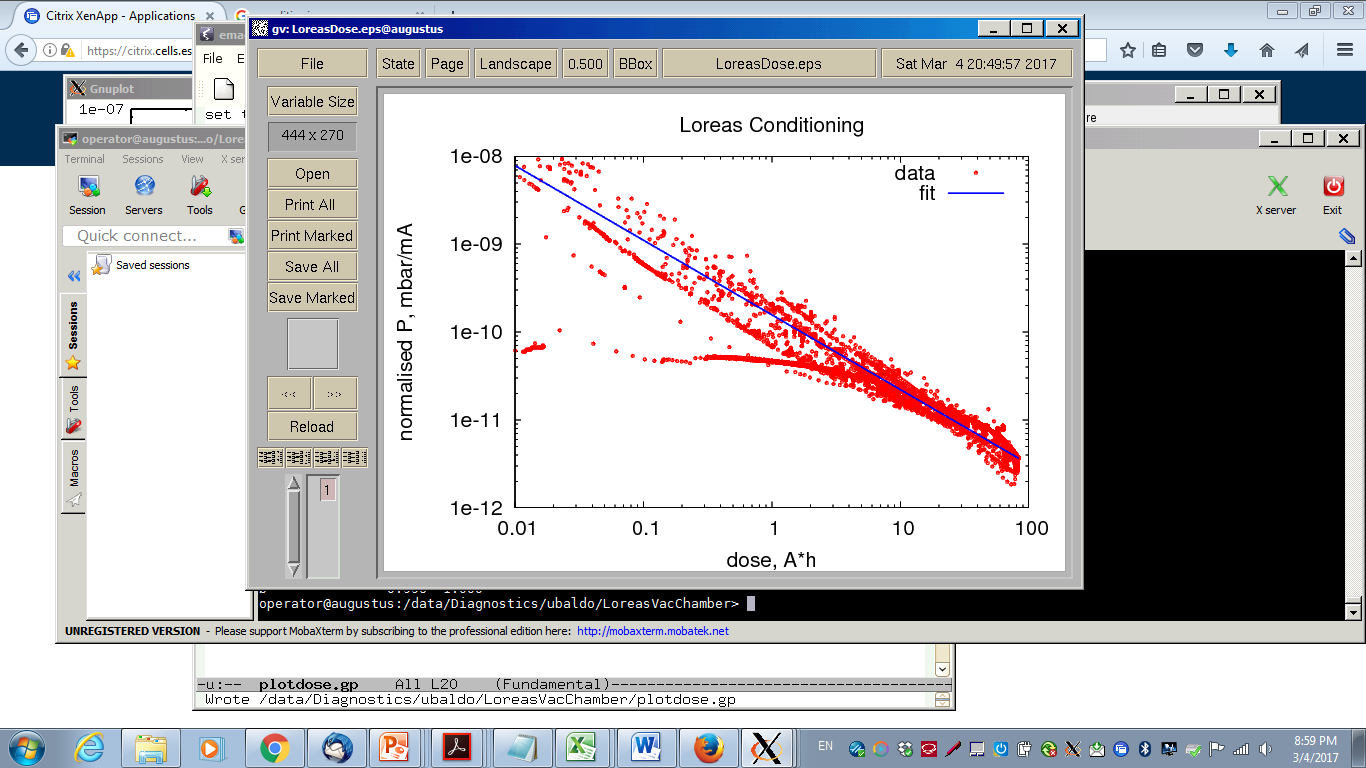 Citrix XenApp - Applications
https://citrix.cells.es
ema
File
Gnuplot
1e-07
set
re
operator@augustus:...o/Lore
Terminal Sessions View X ser
Session Servers Tools
Quick connect...
Saved sessions
Sessions
Tools
Macros
X server Exit
gv: LoreasDose.eps@augustus
File State Page Landscape 0.500 BBox LoreasDose.eps Sat Mar 4 20:49:57 2017
Variable Size
444 x 270
Open
Print All
Print Marked
Save All
Save Marked
<< >>
Reload
1
Loreas Conditioning
data
fit
normalised P, mbar/mA
1e-08
1e-09
1e-10
1e-11
1e-12
0.01 0.1 1 10 100
dose, A*h
operator@augustus:/data/Diagnostics/ubaldo/LoreasVacChamber>
UNREGISTERED VERSION - Please support MobaXterm by subscribing to the professional edition here: http://mobaxterm.mobatek.net
-u:-- plotdose.gp All L20 (Fundamental)
Wrote /data/Diagnostics/ubaldo/LoreasVacChamber/plotdose.gp
EN
8:59 PM
3/4/2017